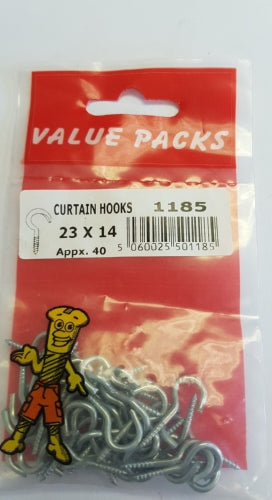 VALUE PACKS
CURTAIN HOOKS 1185
23 X 14
Appx. 40
5 060025 501185